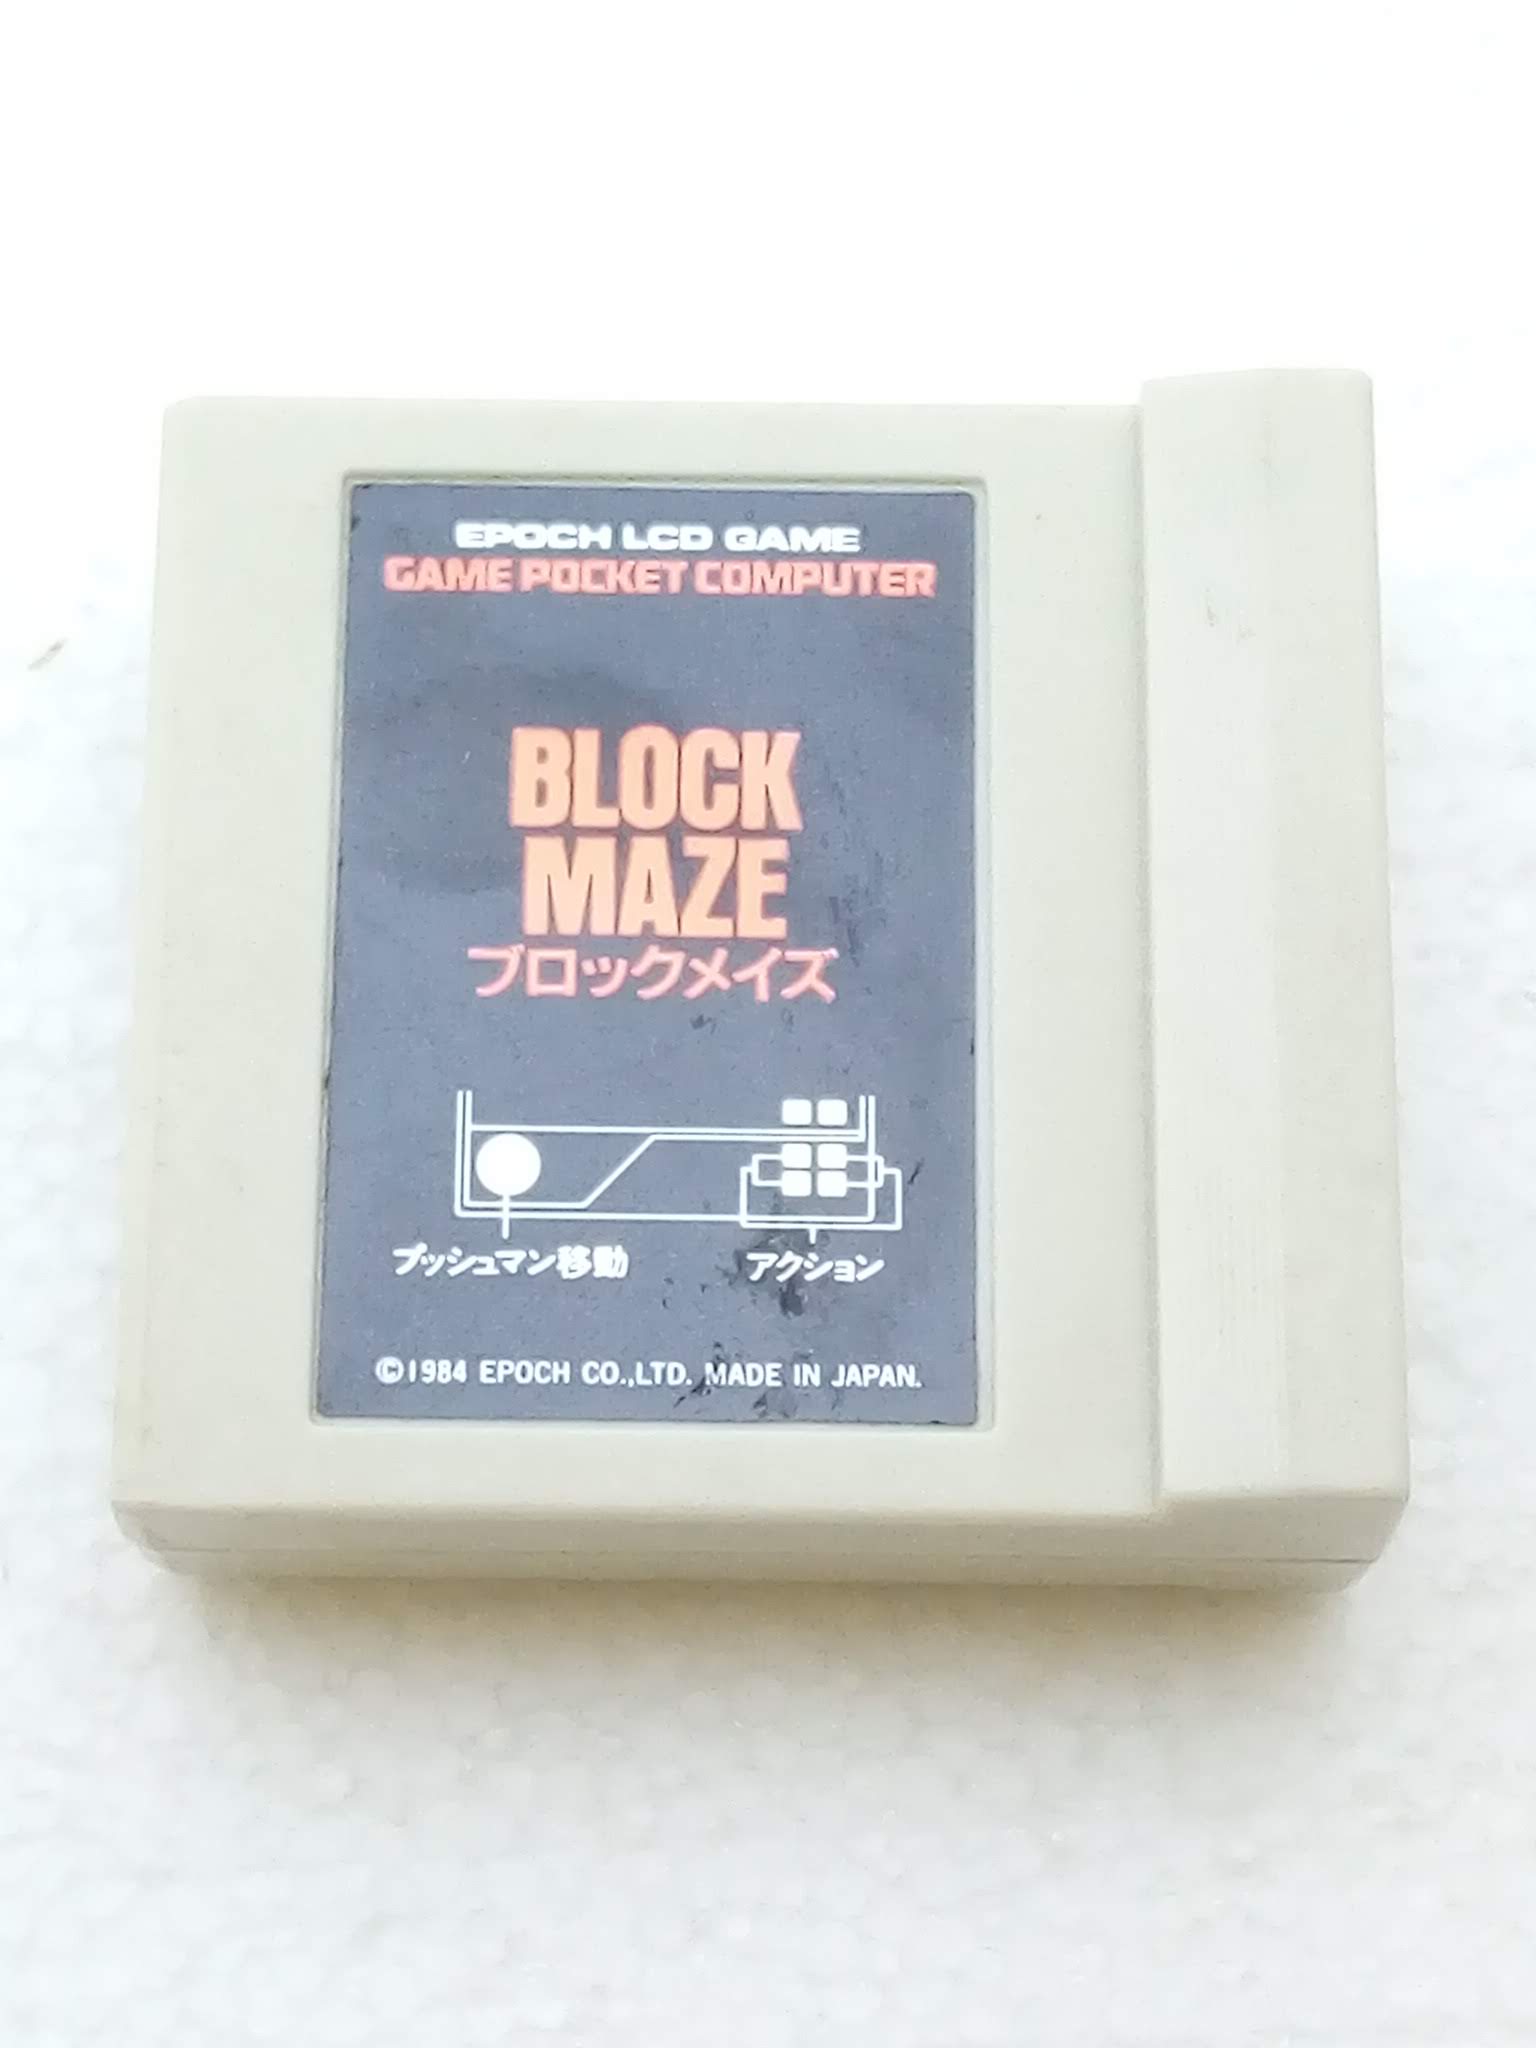 EPOCH LCD GAME
GAME POCKET COMPUTER
BLOCK
MAZE
ブロックメイズ
プッシュマン移動 アクション
©1984 EPOCH CO.,LTD. MADE IN JAPAN.